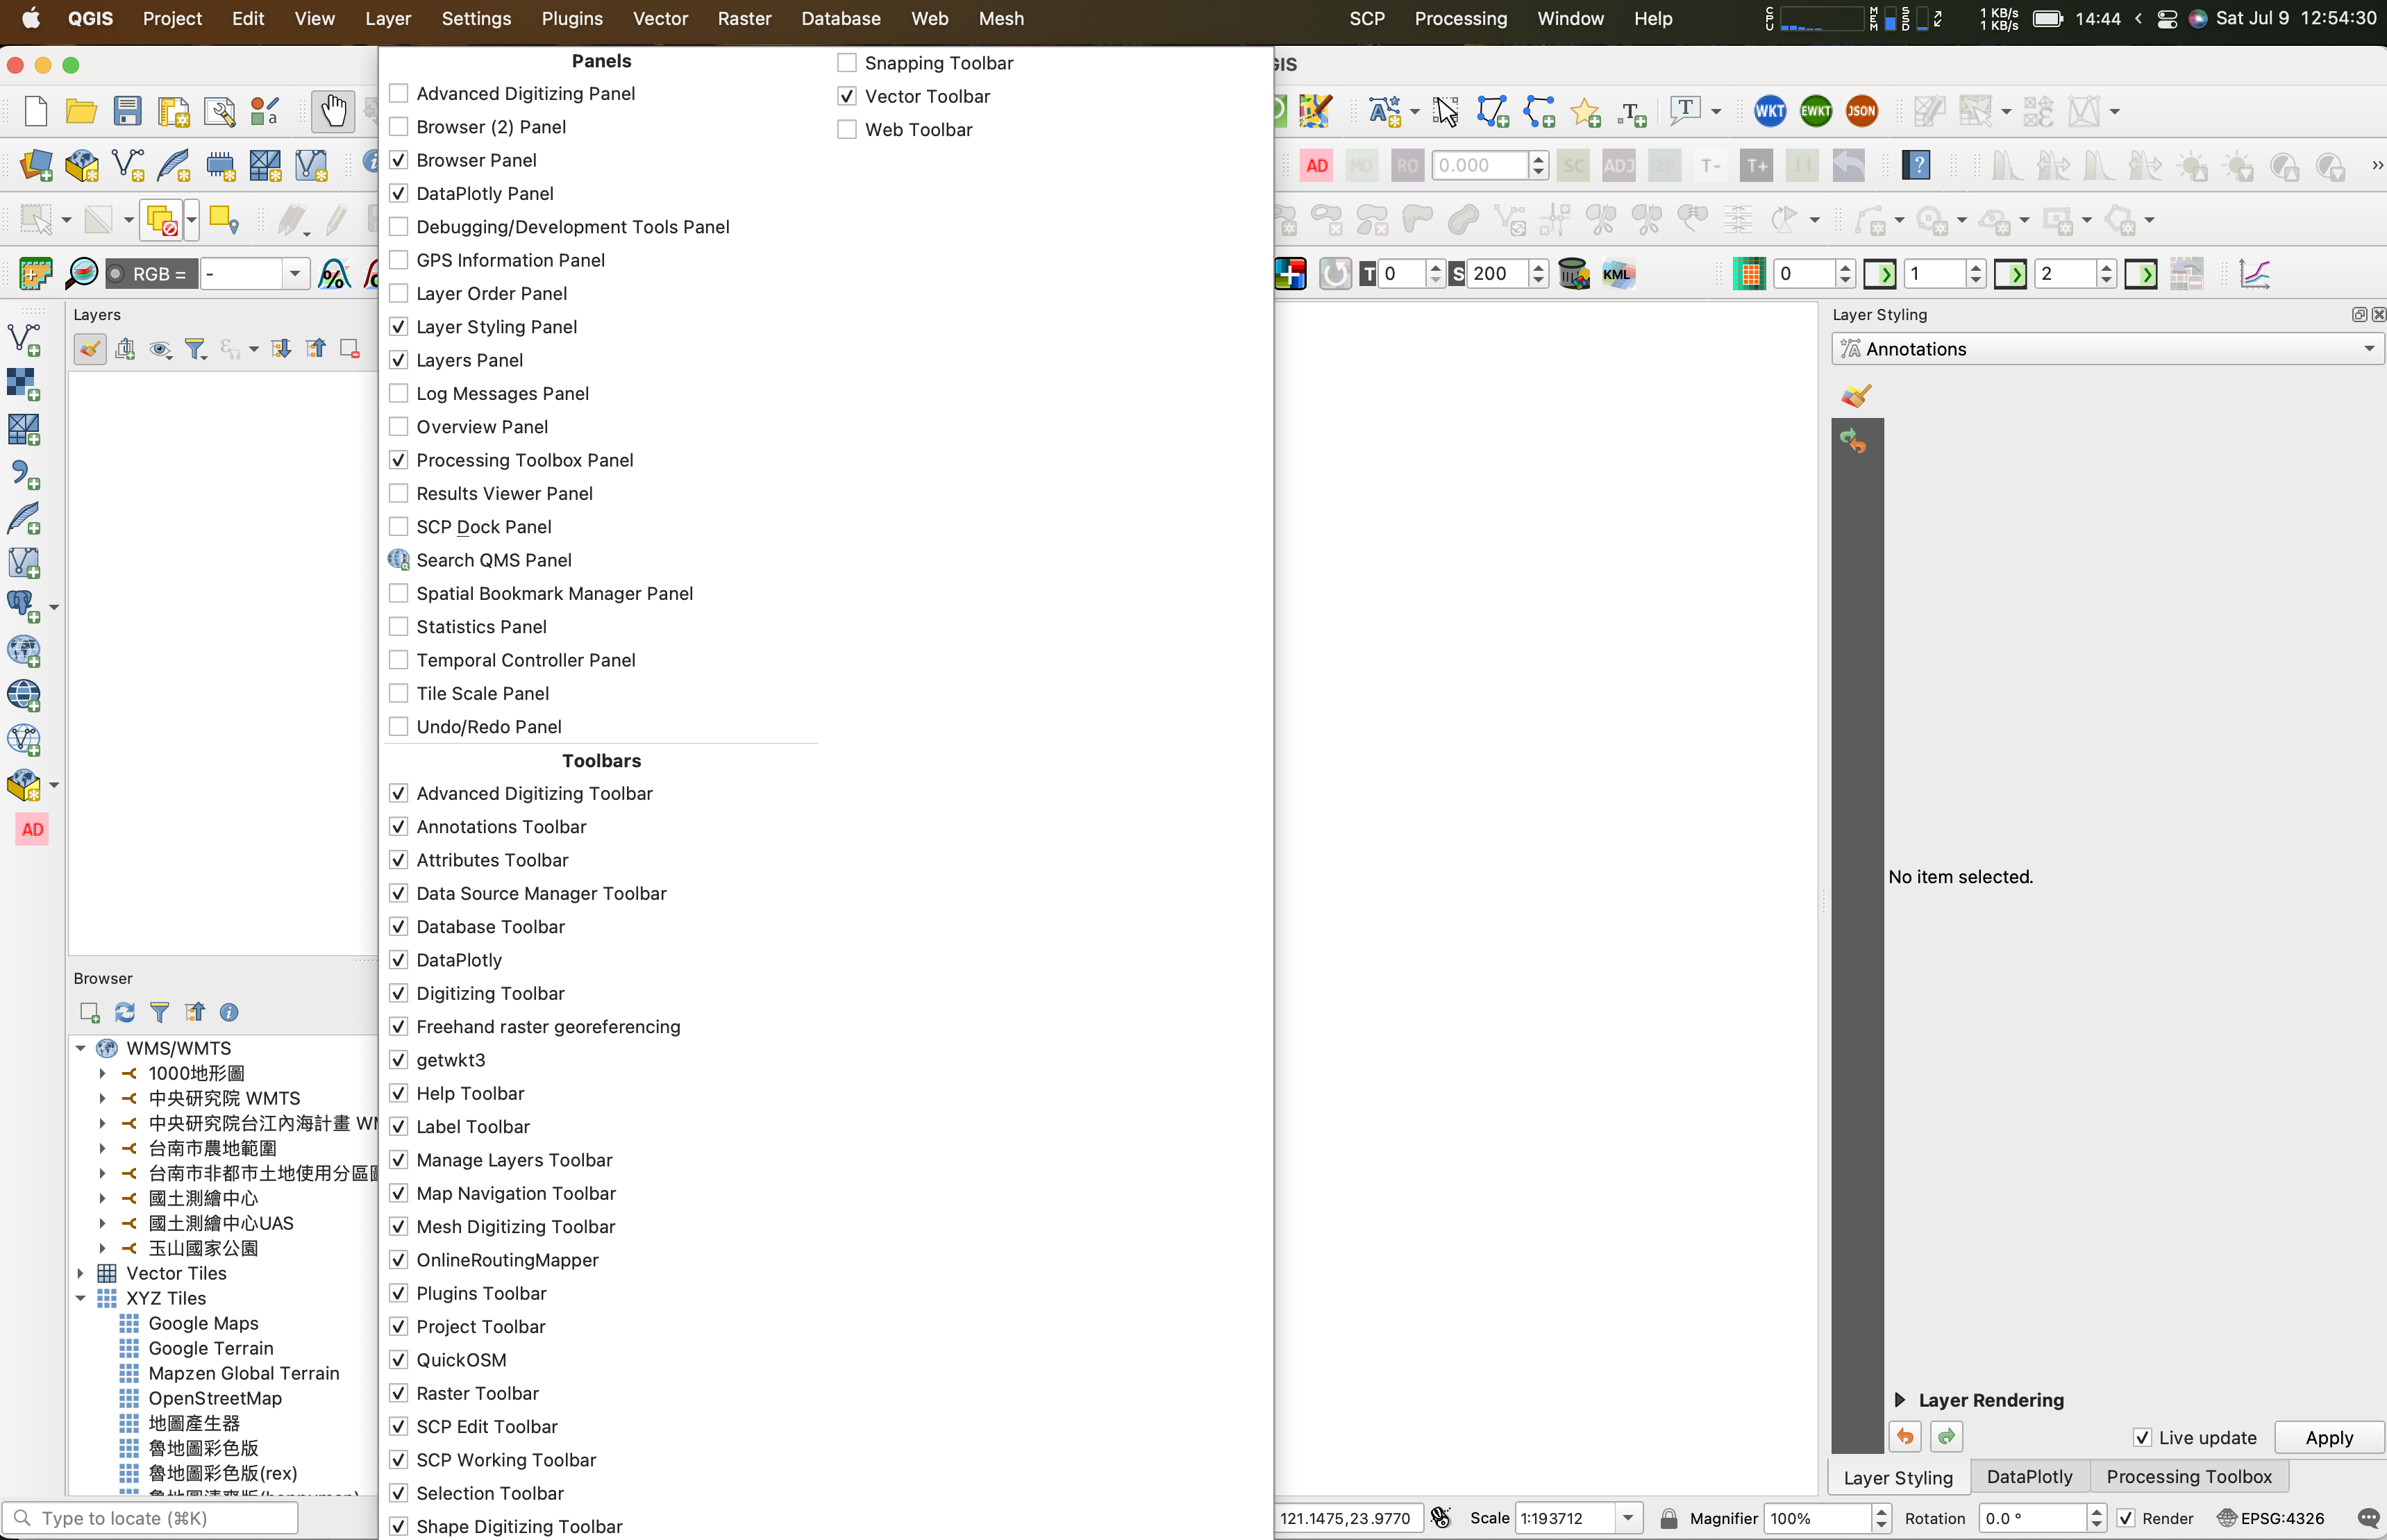 QGIS Project Edit View Layer Settings Plugins Vector Raster Database Web Mesh SCP Processing Window Help CPU MEM SSD 1 KB/s 1 KB/s 14:44 Sat Jul 9 12:54:30
GIS
WKT EWKT JSON
AD MO RO 0.000 SC ADJ 2P T- T+ !! ?
RGB = - % T 0 S 200 KML 0 1 2
Panels
Advanced Digitizing Panel
Browser (2) Panel
Browser Panel
DataPlotly Panel
Debugging/Development Tools Panel
GPS Information Panel
Layer Order Panel
Layer Styling Panel
Layers Panel
Log Messages Panel
Overview Panel
Processing Toolbox Panel
Results Viewer Panel
SCP Dock Panel
Search QMS Panel
Spatial Bookmark Manager Panel
Statistics Panel
Temporal Controller Panel
Tile Scale Panel
Undo/Redo Panel
Toolbars
Advanced Digitizing Toolbar
Annotations Toolbar
Attributes Toolbar
Data Source Manager Toolbar
Database Toolbar
DataPlotly
Digitizing Toolbar
Freehand raster georeferencing
getwkt3
Help Toolbar
Label Toolbar
Manage Layers Toolbar
Map Navigation Toolbar
Mesh Digitizing Toolbar
OnlineRoutingMapper
Plugins Toolbar
Project Toolbar
QuickOSM
Raster Toolbar
SCP Edit Toolbar
SCP Working Toolbar
Selection Toolbar
Shape Digitizing Toolbar
Snapping Toolbar
Vector Toolbar
Web Toolbar
Layers
AD
Browser
WMS/WMTS
1000地形圖
中央研究院 WMTS
中央研究院台江內海計畫 WM
台南市農地範圍
台南市非都市土地使用分區圖
國土測繪中心
國土測繪中心UAS
玉山國家公園
Vector Tiles
XYZ Tiles
Google Maps
Google Terrain
Mapzen Global Terrain
OpenStreetMap
地圖產生器
魯地圖彩色版
魯地圖彩色版(rex)
Layer Styling
Annotations
No item selected.
Layer Rendering
Live update Apply
Layer Styling DataPlotly Processing Toolbox
Type to locate (⌘K) 121.1475,23.9770 Scale 1:193712 Magnifier 100% Rotation 0.0 ° Render EPSG:4326